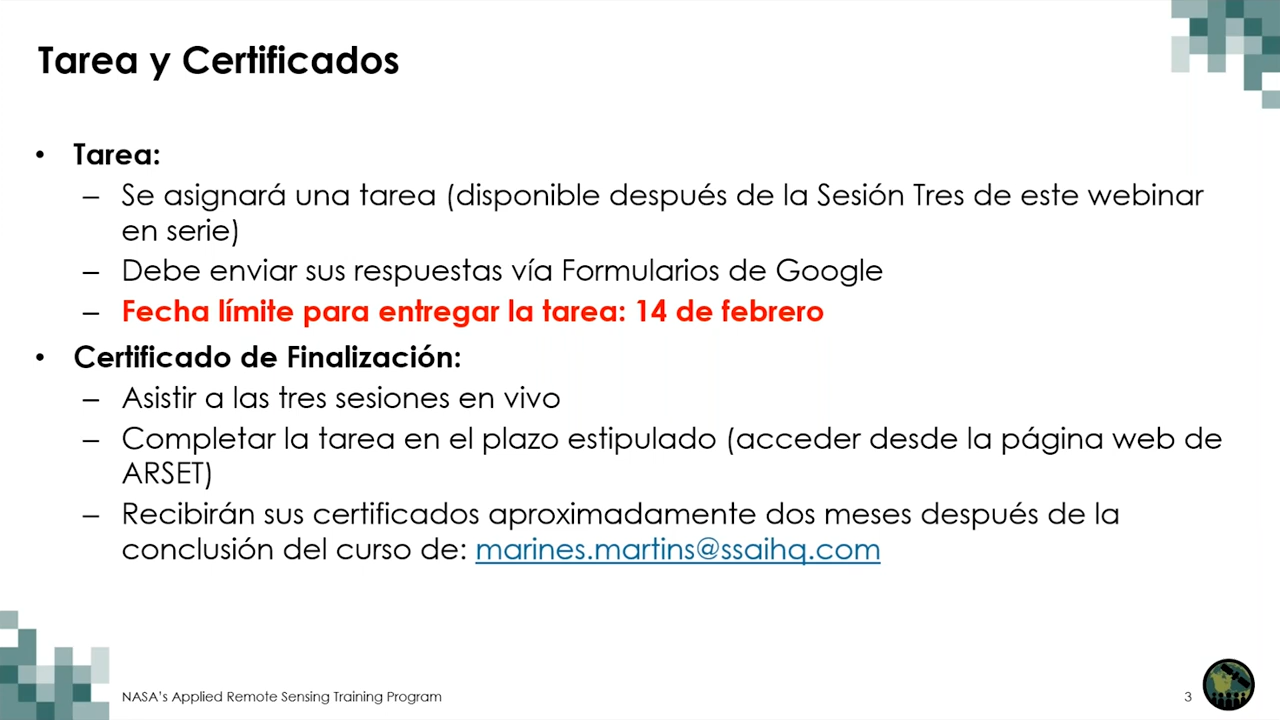 Tarea y Certificados
• Tarea:
– Se asignará una tarea (disponible después de la Sesión Tres de este webinar
en serie)
– Debe enviar sus respuestas vía Formularios de Google
– Fecha límite para entregar la tarea: 14 de febrero
• Certificado de Finalización:
– Asistir a las tres sesiones en vivo
– Completar la tarea en el plazo estipulado (acceder desde la página web de
ARSET)
– Recibirán sus certificados aproximadamente dos meses después de la
conclusión del curso de: marines.martins@ssaihq.com
NASA's Applied Remote Sensing Training Program
3